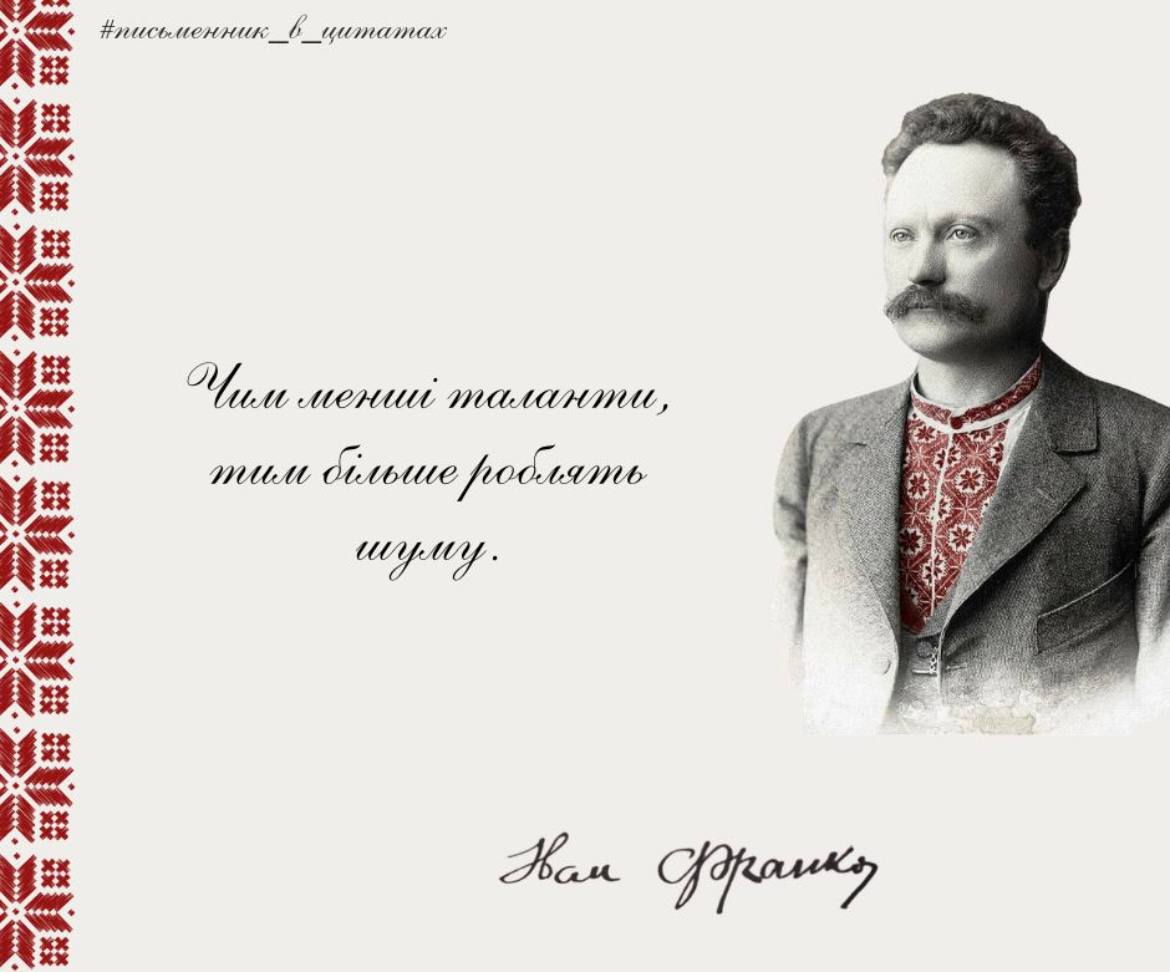 #письменник_в_цитатах
Чим менші таланти,
тим більше роблять
шуму.
Іван Франко